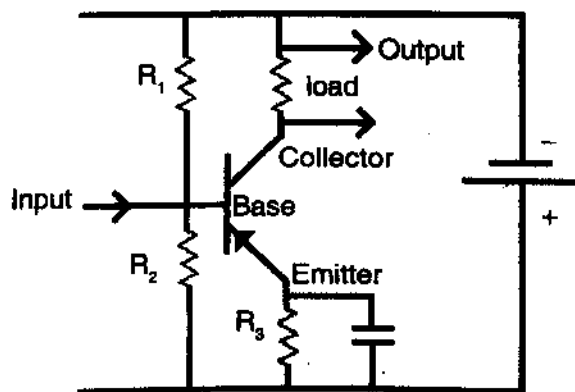 Output
R1
load
Collector
Input
Base
R2
Emitter
R3
-
+